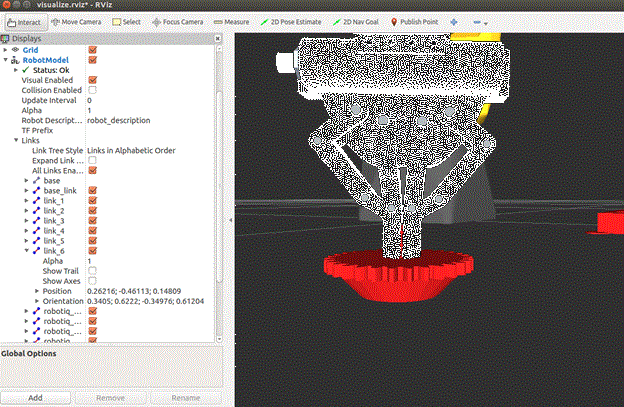 visualize.rviz* - RViz
Interact Move Camera Select Focus Camera Measure 2D Pose Estimate 2D Nav Goal Publish Point
Displays
Grid
RobotModel
Status: Ok
Visual Enabled
Collision Enabled
Update Interval 0
Alpha 1
Robot Descript... robot_description
TF Prefix
Links
Link Tree Style Links in Alphabetic Order
Expand Link ...
All Links Ena...
base
base_link
link_1
link_2
link_3
link_4
link_5
link_6
Alpha 1
Show Trail
Show Axes
Position 0.26216; -0.46113; 0.14809
Orientation 0.3405; 0.6222; -0.34976; 0.61204
robotiq_...
robotiq_...
robotiq
Global Options
Add Remove Rename